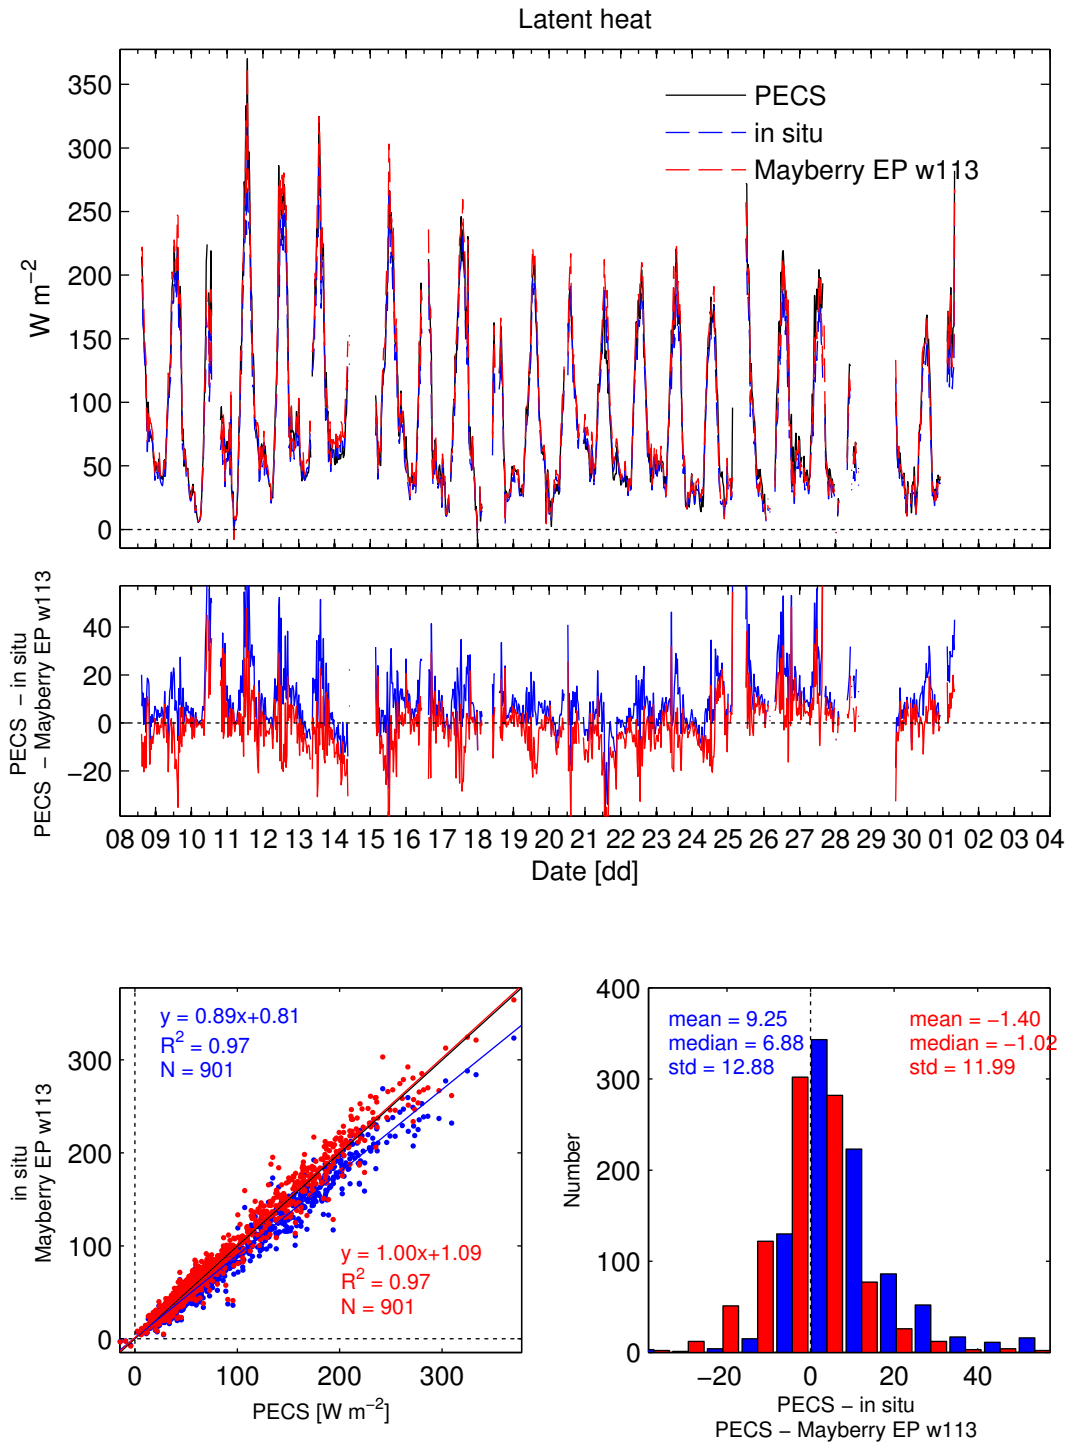 Latent heat
350
300
250
200
150
100
50
0
W m−2
PECS
in situ
Mayberry EP w113
40
20
0
−20
PECS − in situ
PECS − Mayberry EP w113
08 09 10 11 12 13 14 15 16 17 18 19 20 21 22 23 24 25 26 27 28 29 30 01 02 03 04
Date [dd]
y = 0.89x+0.81
R2 = 0.97
N = 901
y = 1.00x+1.09
R2 = 0.97
N = 901
300
200
100
0
in situ
Mayberry EP w113
0 100 200 300
PECS [W m−2]
400
300
200
100
0
Number
mean = 9.25
median = 6.88
std = 12.88
mean = −1.40
median = −1.02
std = 11.99
−20 0 20 40
PECS − in situ
PECS − Mayberry EP w113